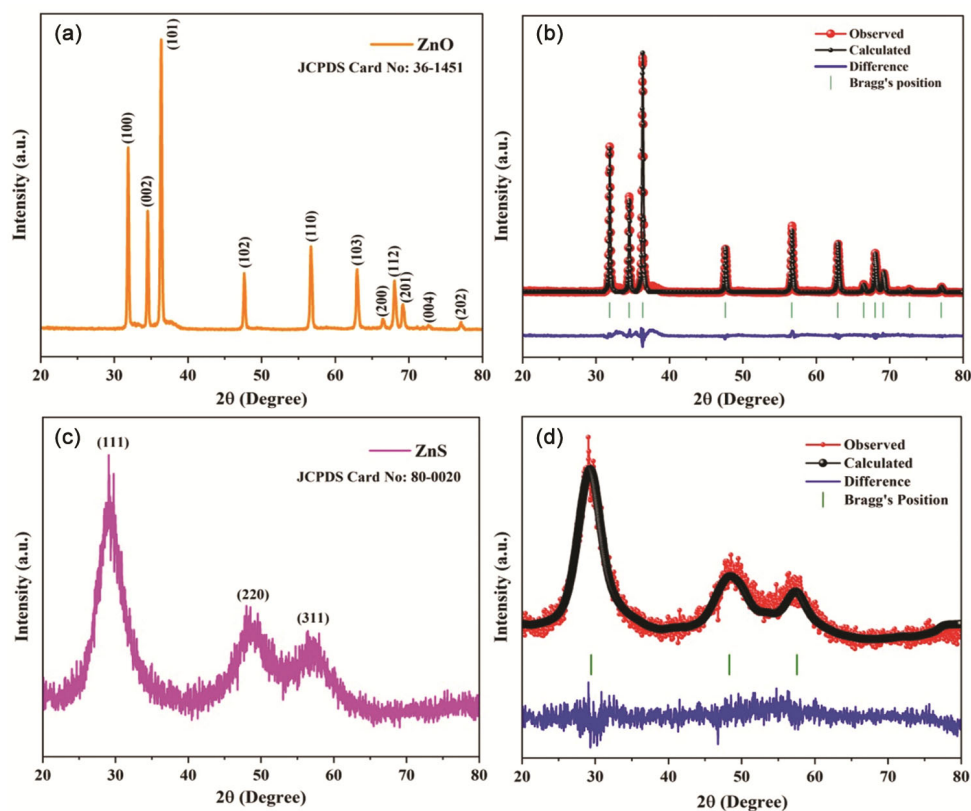 (a)
(101)
ZnO
JCPDS Card No: 36-1451
(100)
(002)
(102)
(110)
(103)
(200)
(112)
(201)
(004)
(202)
Intensity (a.u.)
20 30 40 50 60 70 80
2θ (Degree)
(b)
Observed
Calculated
Difference
Bragg's position
Intensity (a.u.)
20 30 40 50 60 70 80
2θ (Degree)
(c)
(111)
ZnS
JCPDS Card No: 80-0020
(220)
(311)
Intensity (a.u.)
20 30 40 50 60 70 80
2θ (Degree)
(d)
Observed
Calculated
Difference
Bragg's Position
Intensity (a.u.)
20 30 40 50 60 70 80
2θ (Degree)